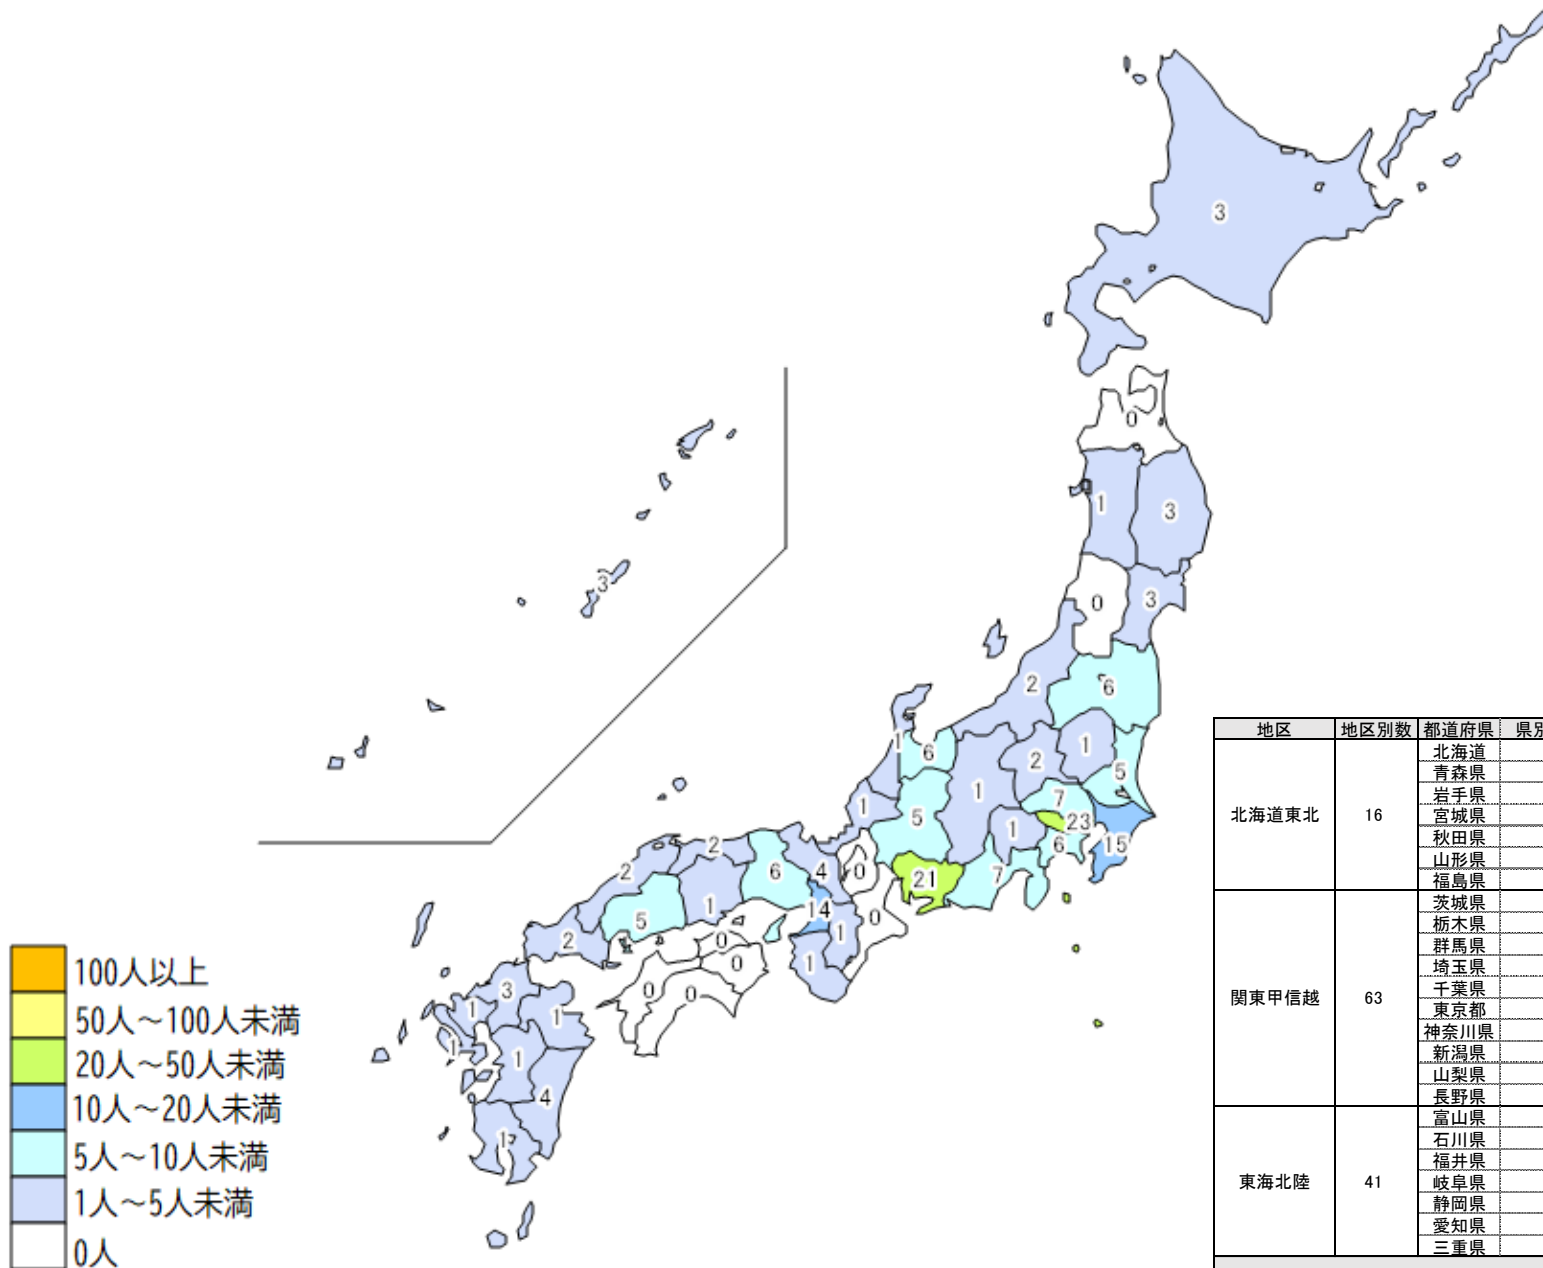 3
0
1
3
3
0
3
2
6
1
6
1
2
5
1
1
5
7
23
1
6
15
2
2
6
4
0
21
7
5
1
14
0
2
0
1
0
1
0
0
3
1
1
1
1
4
1
100人以上
50人～100人未満
20人～50人未満
10人～20人未満
5人～10人未満
1人～5人未満
0人
地区 地区別数 都道府県 県別
北海道東北 16 北海道
青森県
岩手県
宮城県
秋田県
山形県
福島県
関東甲信越 63 茨城県
栃木県
群馬県
埼玉県
千葉県
東京都
神奈川県
新潟県
山梨県
長野県
東海北陸 41 富山県
石川県
福井県
岐阜県
静岡県
愛知県
三重県